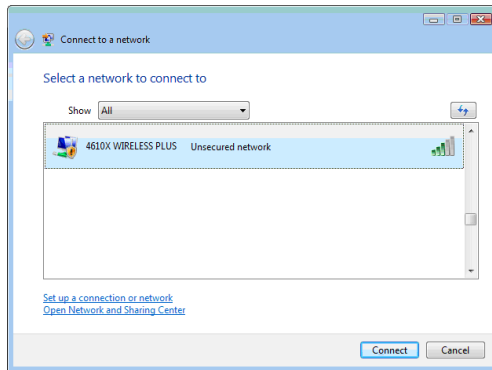 Connect to a network
Select a network to connect to
Show All
4610X WIRELESS PLUS Unsecured network
Set up a connection or network
Open Network and Sharing Center
Connect Cancel